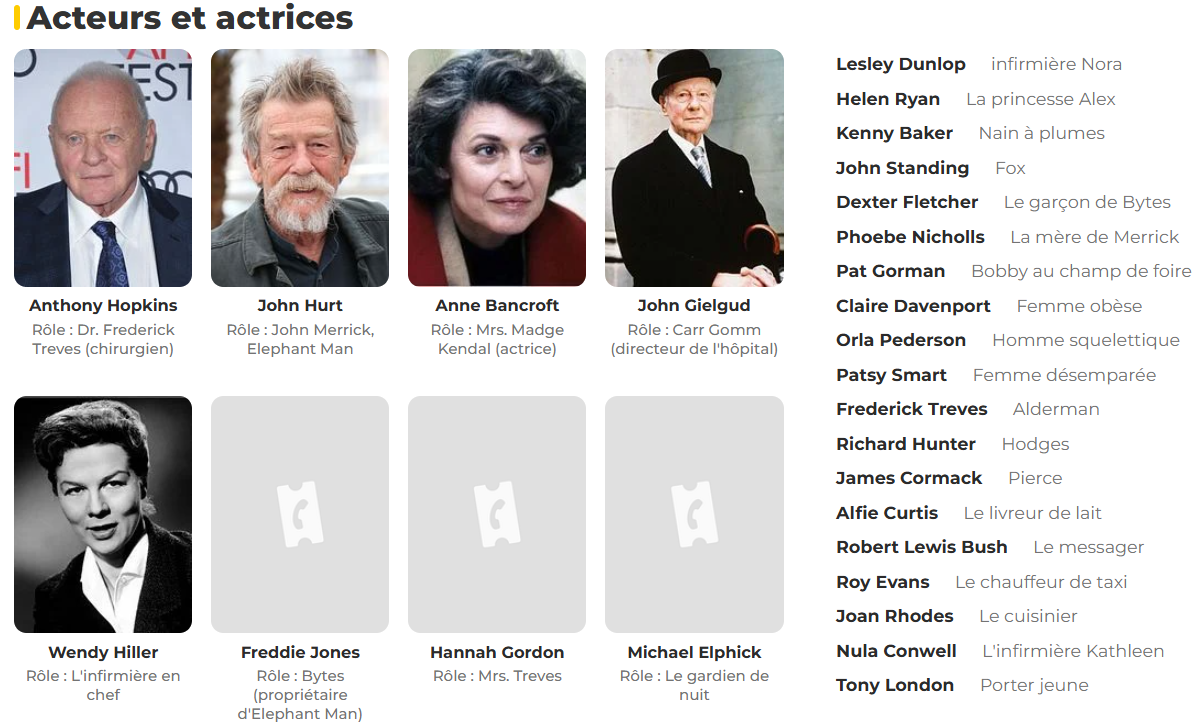 Acteurs et actrices
FEST
FI
Anthony Hopkins
Rôle : Dr. Frederick
Treves (chirurgien)
John Hurt
Rôle : John Merrick,
Elephant Man
Anne Bancroft
Rôle : Mrs. Madge
Kendal (actrice)
John Gielgud
Rôle : Carr Gomm
(directeur de l'hôpital)
Wendy Hiller
Rôle : L'infirmière en
chef
Freddie Jones
Rôle : Bytes
(propriétaire
d'Elephant Man)
Hannah Gordon
Rôle : Mrs. Treves
Michael Elphick
Rôle : Le gardien de
nuit
Lesley Dunlop infirmière Nora
Helen Ryan La princesse Alex
Kenny Baker Nain à plumes
John Standing Fox
Dexter Fletcher Le garçon de Bytes
Phoebe Nicholls La mère de Merrick
Pat Gorman Bobby au champ de foire
Claire Davenport Femme obèse
Orla Pederson Homme squelettique
Patsy Smart Femme désemparée
Frederick Treves Alderman
Richard Hunter Hodges
James Cormack Pierce
Alfie Curtis Le livreur de lait
Robert Lewis Bush Le messager
Roy Evans Le chauffeur de taxi
Joan Rhodes Le cuisinier
Nula Conwell L'infirmière Kathleen
Tony London Porter jeune